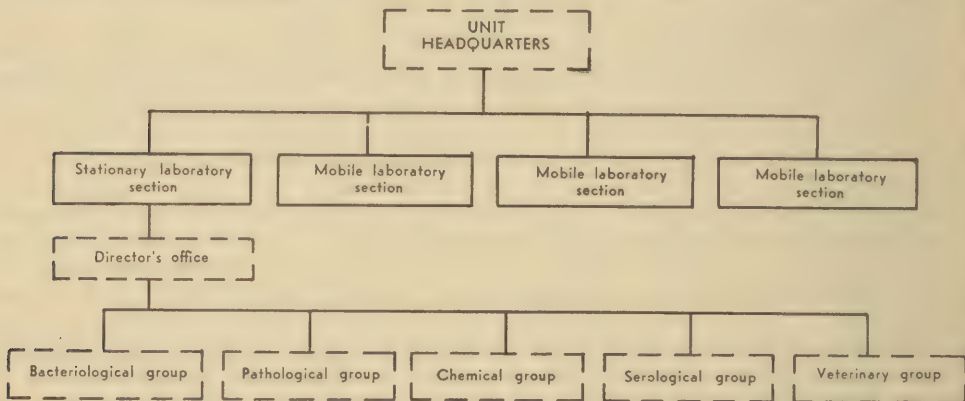 UNIT
HEADQUARTERS
Stationary laboratory
section
Mobile laboratory
section
Mobile laboratory
section
Mobile laboratory
section
Director's office
Bacteriological group
Pathological group
Chemical group
Serological group
Veterinary group